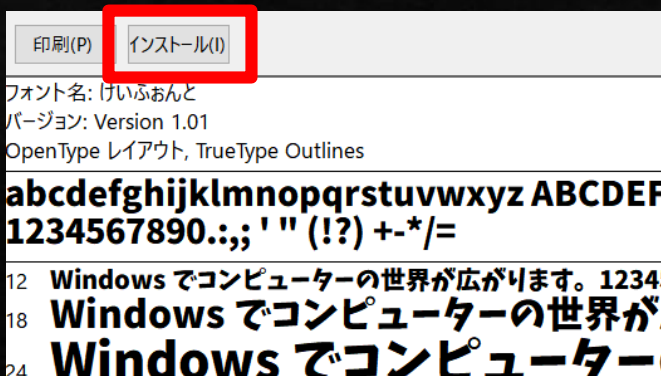 印刷(P) インストール(I)
フォント名: けいふぉんと
バージョン: Version 1.01
OpenType レイアウト, TrueType Outlines
abcdefghijklmnopqrstuvwxyz ABCDEF
1234567890.:,; ' " (!?) +-*/=
12 Windows でコンピューターの世界が広がります。1234
18 Windows でコンピューターの世界が
24 Windows でコンピューター